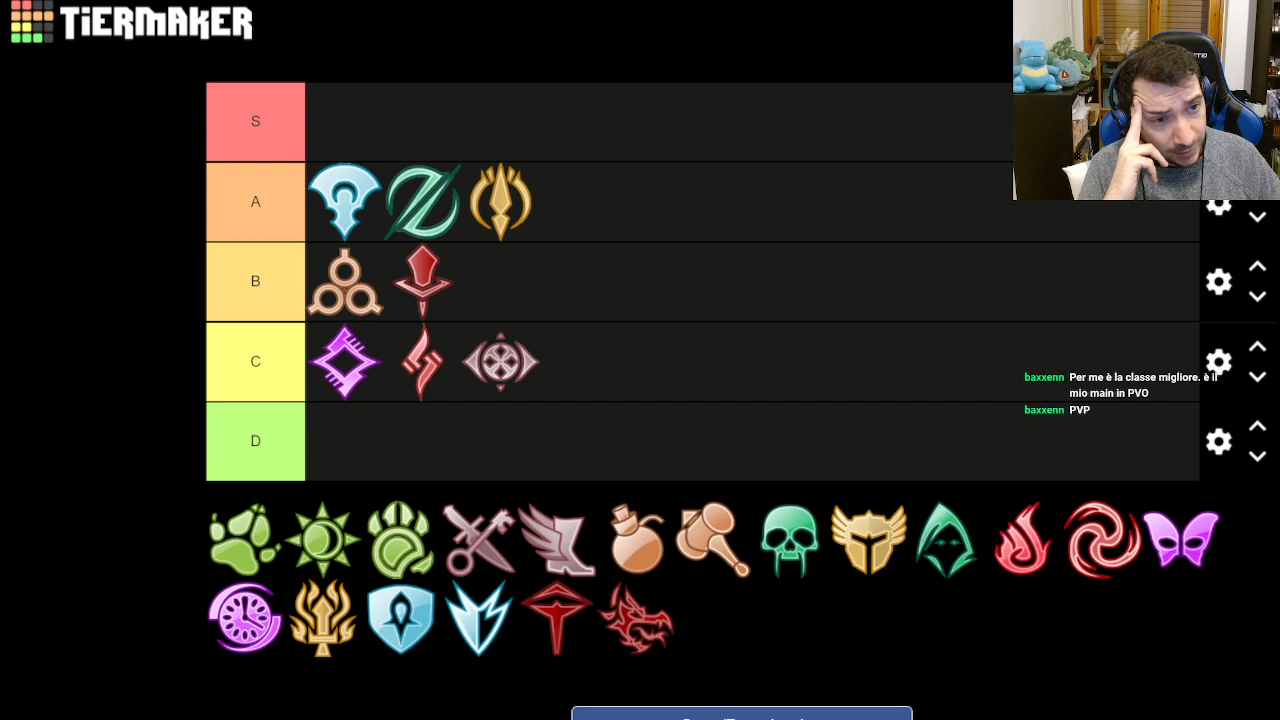 TiERMAKER
S
A
B
C
baxxenn Per me è la classe migliore. è il
mio main in PVO
baxxenn PVP
D